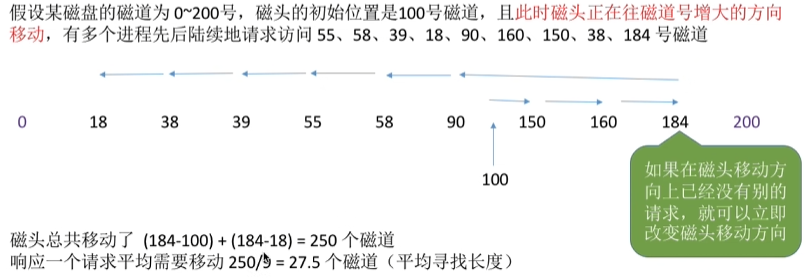 假设某磁盘的磁道为 0~200号，磁头的初始位置是100号磁道，且此时磁头正在往磁道号增大的方向
移动，有多个进程先后陆续地请求访问 55、58、39、18、90、160、150、38、184 号磁道
0 18 38 39 55 58 90 150 160 184 200
100
如果在磁头移动方
向上已经没有别的
请求，就可以立即
改变磁头移动方向
磁头总共移动了 (184-100) + (184-18) = 250 个磁道
响应一个请求平均需要移动 250/9 = 27.5 个磁道（平均寻找长度）